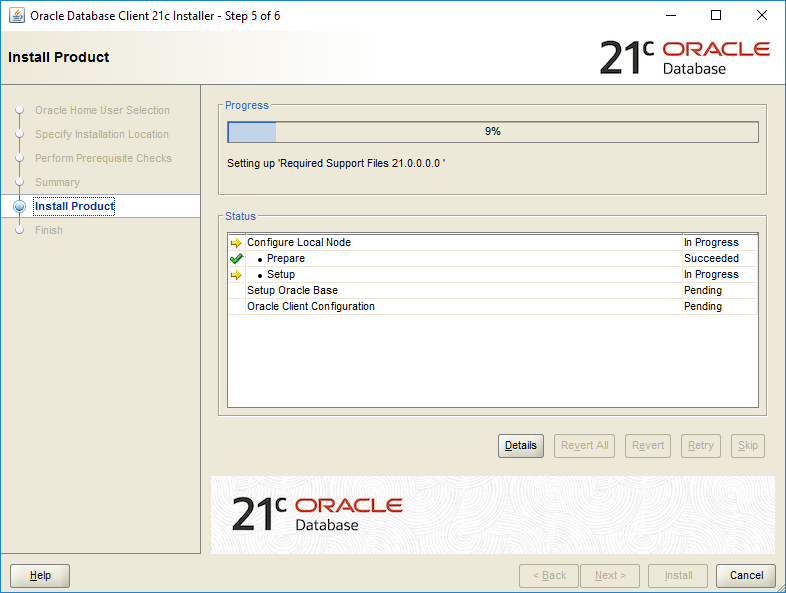 Oracle Database Client 21c Installer - Step 5 of 6
Install Product
21c ORACLE
Database
Oracle Home User Selection
Specify Installation Location
Perform Prerequisite Checks
Summary
Install Product
Finish
Progress
9%
Setting up 'Required Support Files 21.0.0.0.0 '
Status
Configure Local Node In Progress
• Prepare Succeeded
• Setup In Progress
Setup Oracle Base Pending
Oracle Client Configuration Pending
Details Revert All Revert Retry Skip
21c ORACLE
Database
Help < Back Next > Install Cancel